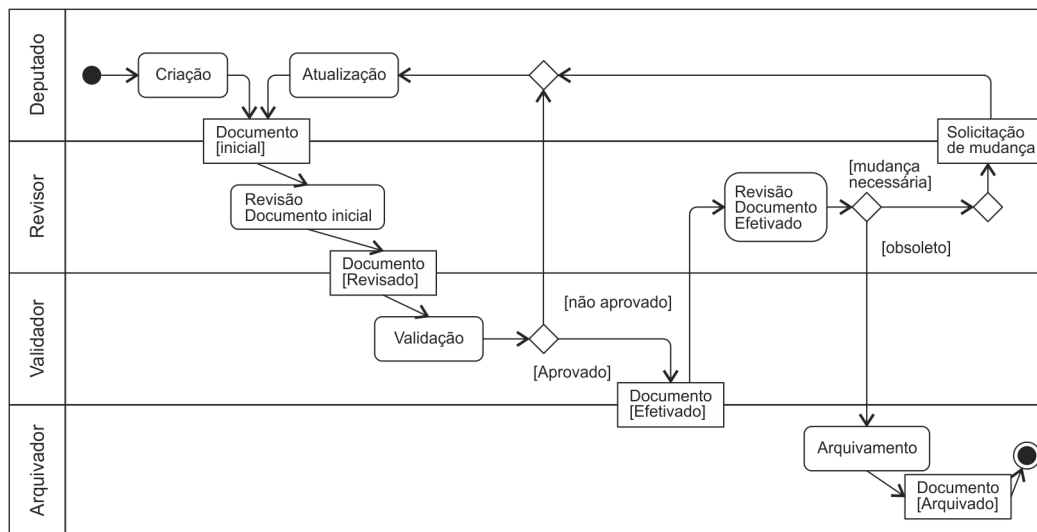 Deputado
Criação
Atualização
Documento
[inicial]
Solicitação
de mudança
Revisor
Revisão
Documento inicial
Revisão
Documento
Efetivado
[mudança
necessária]
[obsoleto]
Documento
[Revisado]
Validador
Validação
[não aprovado]
[Aprovado]
Documento
[Efetivado]
Arquivador
Arquivamento
Documento
[Arquivado]